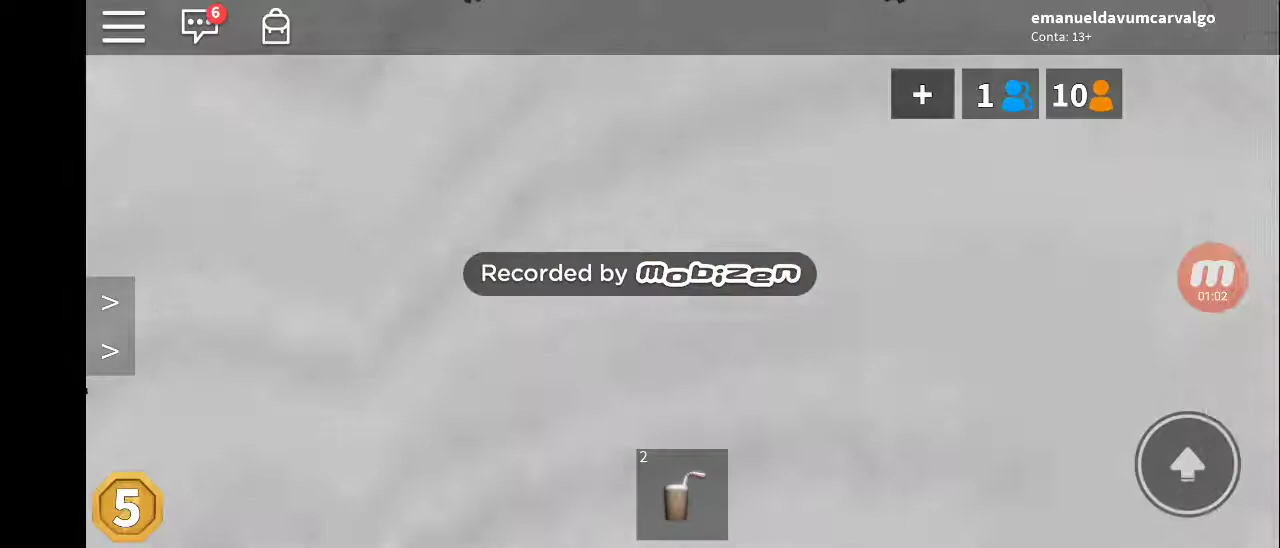 6
emanueldavumcarvalgo
Conta: 13+
+ 1 10
Recorded by mobizen
m
01:02
>
>
2
5